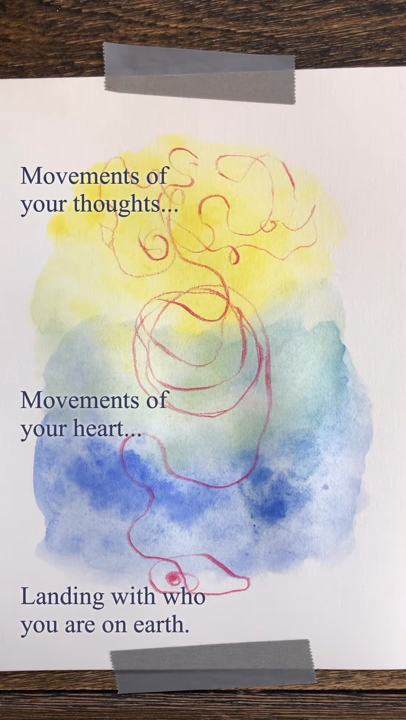 Movements of
your thoughts...
Movements of
your heart...
Landing with who
you are on earth.